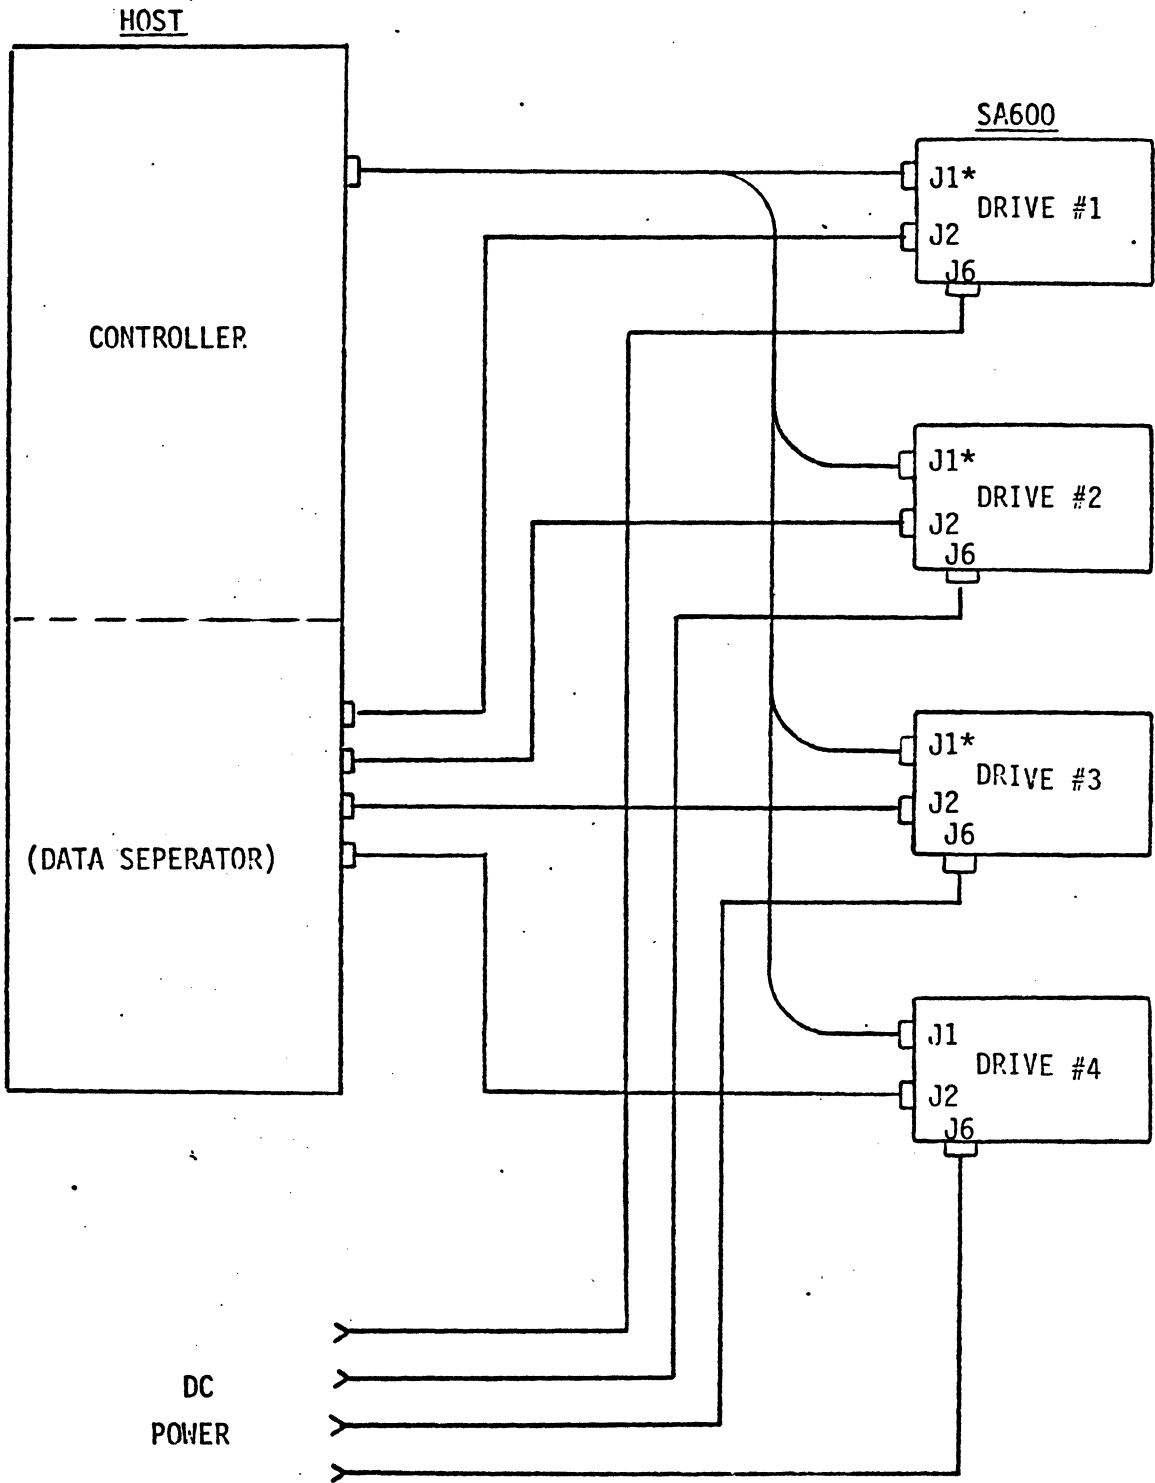 HOST
SA600
J1*
DRIVE #1
J2
J6
CONTROLLER
J1*
DRIVE #2
J2
J6
J1*
DRIVE #3
J2
J6
(DATA SEPERATOR)
J1
DRIVE #4
J2
J6
DC
POWER